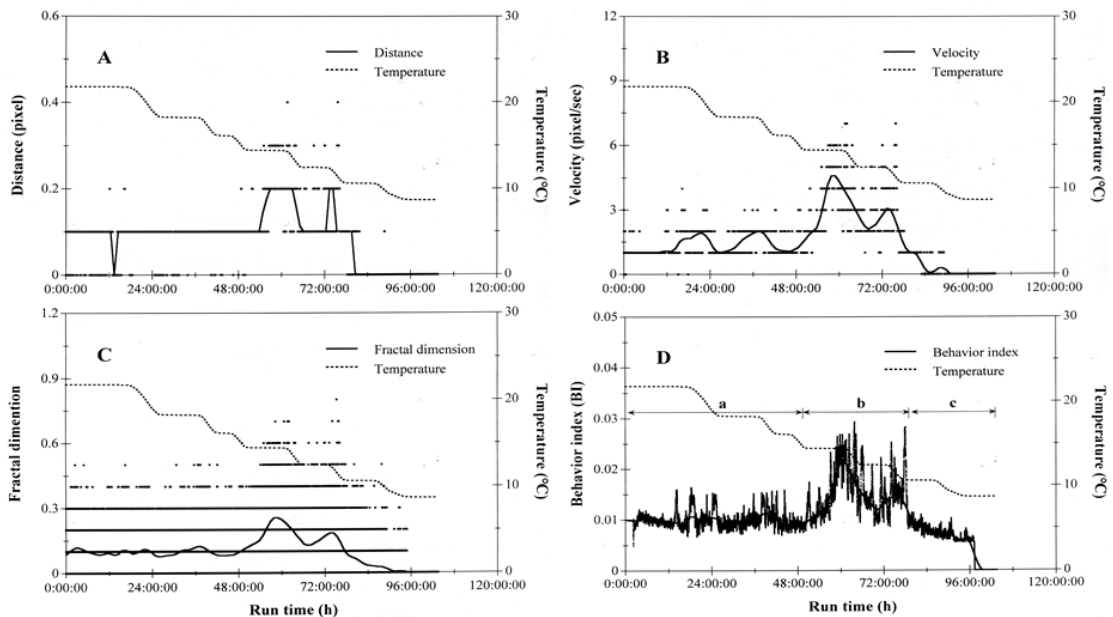 A
Distance
Temperature
Distance (pixel)
0.6
0.4
0.2
0
30
20
10
0
Temperature (℃)
0:00:00 24:00:00 48:00:00 72:00:00 96:00:00 120:00:00
B
Velocity
Temperature
Velocity (pixel/sec)
12
9
6
3
0
30
20
10
0
Temperature (℃)
0:00:00 24:00:00 48:00:00 72:00:00 96:00:00 120:00:00
C
Fractal dimension
Temperature
Fractal dimention
1.2
0.9
0.6
0.3
0
30
20
10
0
Temperature (℃)
0:00:00 24:00:00 48:00:00 72:00:00 96:00:00 120:00:00
Run time (h)
D
Behavior index
Temperature
a b c
Behavior index (BI)
0.05
0.04
0.03
0.02
0.01
0.00
30
20
10
0
Temperature (℃)
0:00:00 24:00:00 48:00:00 72:00:00 96:00:00 120:00:00
Run time (h)